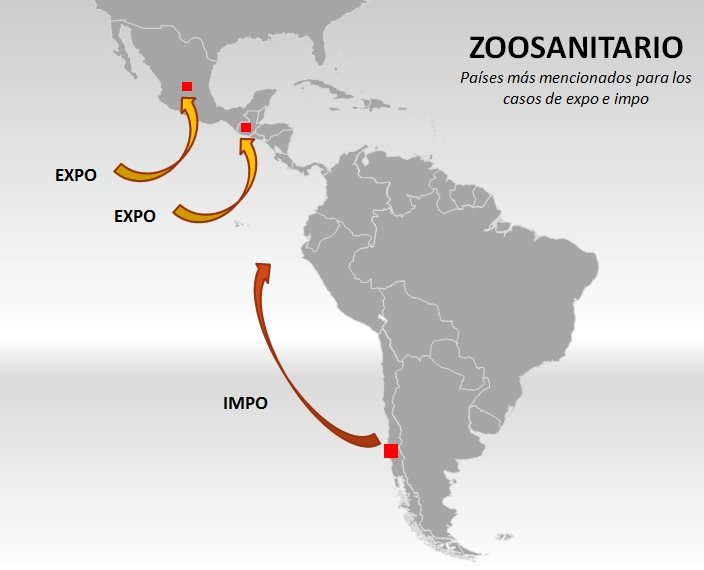 ZOOSANITARIO
Países más mencionados para los
casos de expo e impo
EXPO
EXPO
IMPO